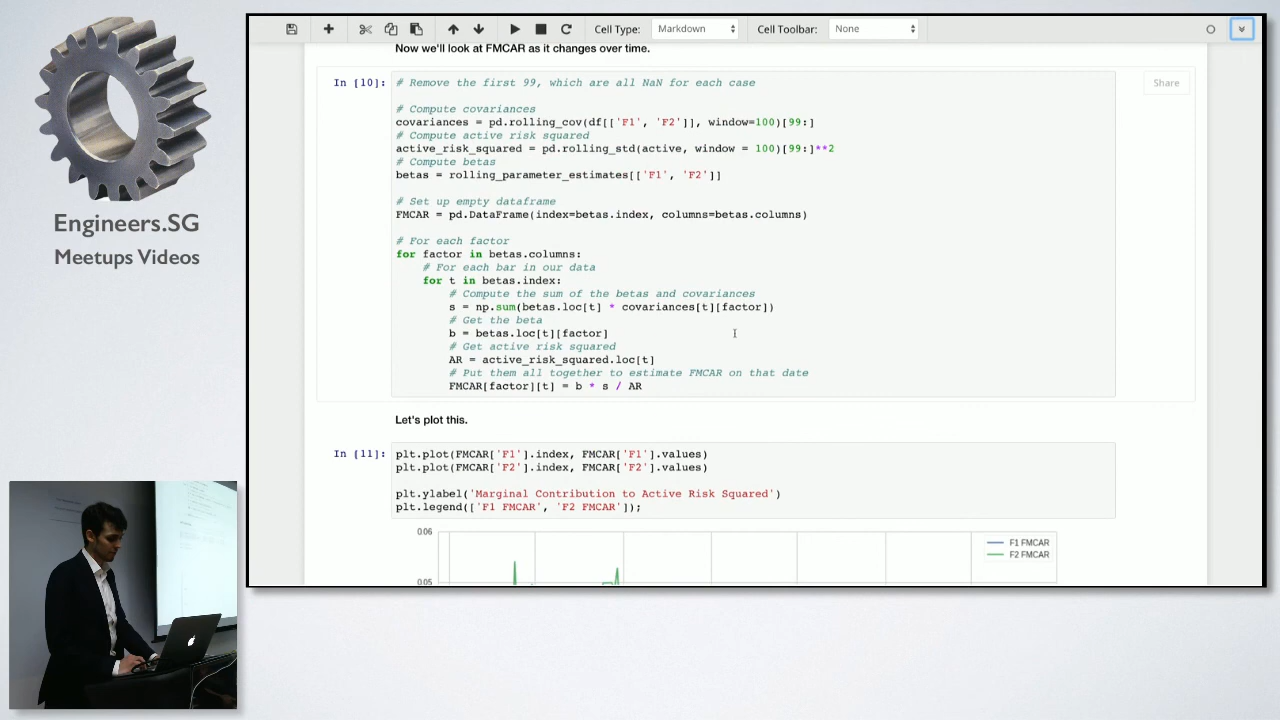 Engineers.SG
Meetups Videos
Cell Type:
Markdown
Cell Toolbar:
None
Now we'll look at FMCAR as it changes over time.
In [10]:
# Remove the first 99, which are all NaN for each case
# Compute covariances
covariances = pd.rolling_cov(df[['F1', 'F2']], window=100)[99:]
# Compute active risk squared
active_risk_squared = pd.rolling_std(active, window = 100)[99:]**2
# Compute betas
betas = rolling_parameter_estimates[['F1', 'F2']]
# Set up empty dataframe
FMCAR = pd.DataFrame(index=betas.index, columns=betas.columns)
# For each factor
for factor in betas.columns:
# For each bar in our data
for t in betas.index:
# Compute the sum of the betas and covariances
s = np.sum(betas.loc[t] * covariances[t][factor])
# Get the beta
b = betas.loc[t][factor]
# Get active risk squared
AR = active_risk_squared.loc[t]
# Put them all together to estimate FMCAR on that date
FMCAR[factor][t] = b * s / AR
Share
Let's plot this.
In [11]:
plt.plot(FMCAR['F1'].index, FMCAR['F1'].values)
plt.plot(FMCAR['F2'].index, FMCAR['F2'].values)
plt.ylabel('Marginal Contribution to Active Risk Squared')
plt.legend(['F1 FMCAR', 'F2 FMCAR']);
0.06
0.05
F1 FMCAR
F2 FMCAR